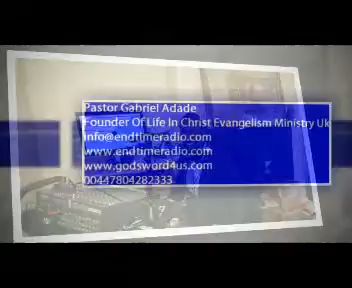 Pastor Gabriel Adade
Founder Of Life In Christ Evangelism Ministry Uk
info@endtimeradio.com
www.endtimeradio.com
www.godsword4us.com
00447804282333